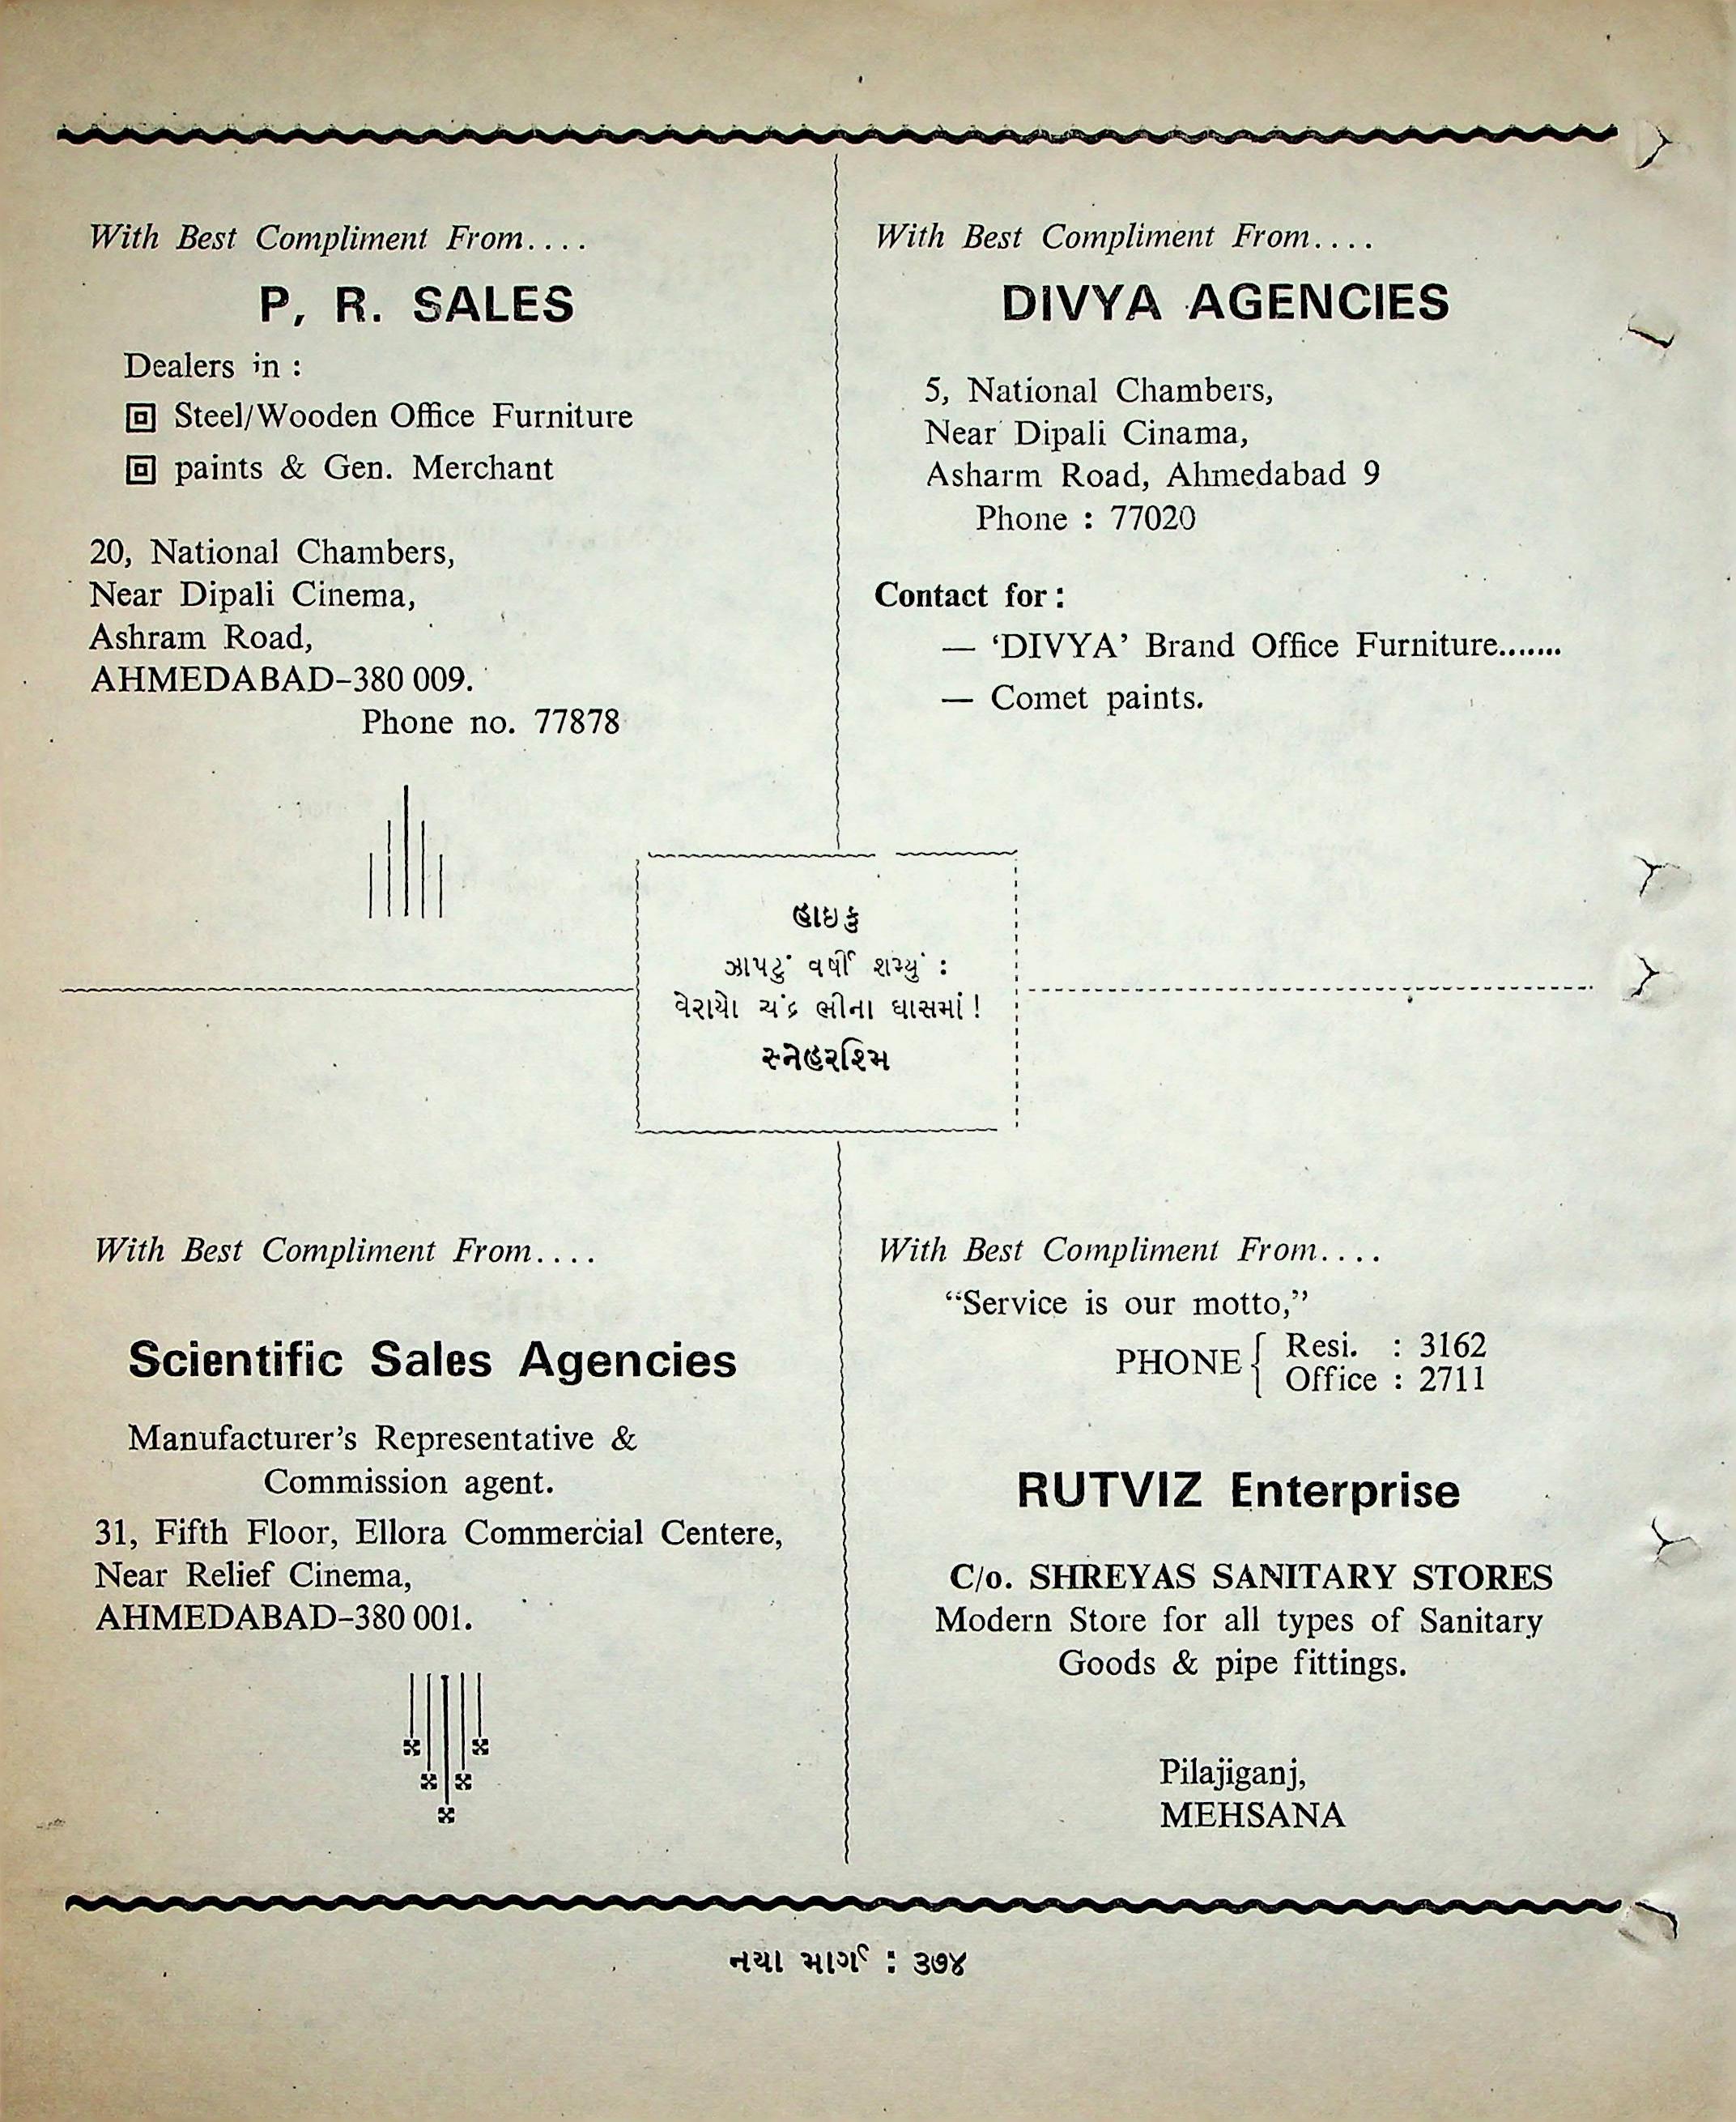 With Best Compliment From....
P, R. SALES
Dealers in :
Steel/Wooden Office Furniture
paints & Gen. Merchant
20, National Chambers,
Near Dipali Cinema,
Ashram Road,
AHMEDABAD-380 009.
Phone no. 77878
With Best Compliment From....
DIVYA AGENCIES
5, National Chambers,
Near Dipali Cinama,
Asharm Road, Ahmedabad 9
Phone : 77020
Contact for :
— ‘DIVYA’ Brand Office Furniture.......
— Comet paints.
હાઇકુ
ઝાપટું વર્ષી શમ્યું :
વેરાયો ચંદ્ર ભીના ઘાસમાં !
સ્નેહરશ્મિ
With Best Compliment From....
Scientific Sales Agencies
Manufacturer’s Representative &
Commission agent.
31, Fifth Floor, Ellora Commercial Centere,
Near Relief Cinema,
AHMEDABAD-380 001.
With Best Compliment From....
“Service is our motto,”
PHONE { Resi. : 3162
Office : 2711
RUTVIZ Enterprise
C/o. SHREYAS SANITARY STORES
Modern Store for all types of Sanitary
Goods & pipe fittings.
Pilajiganj,
MEHSANA
નયા માર્ગ : ૩૭૪